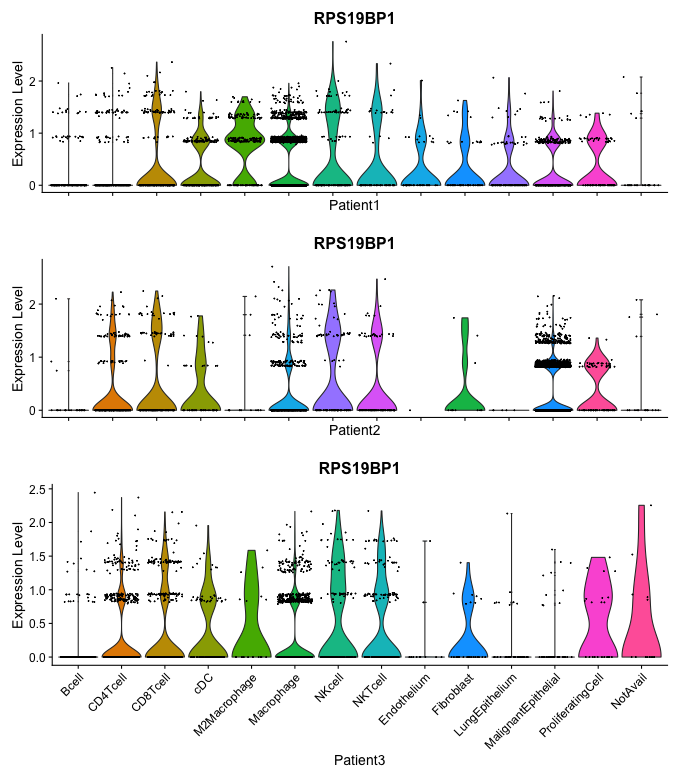 RPS19BP1
Expression Level
2
1
0
Patient1
RPS19BP1
Expression Level
2
1
0
Patient2
RPS19BP1
Expression Level
2.5
2.0
1.5
1.0
0.5
0.0
Bcell
CD4Tcell
CD8Tcell
cDC
M2Macrophage
Macrophage
NKcell
NKTcell
Endothelium
Fibroblast
LungEpithelium
MalignantEpithelial
ProliferatingCell
NotAvail
Patient3